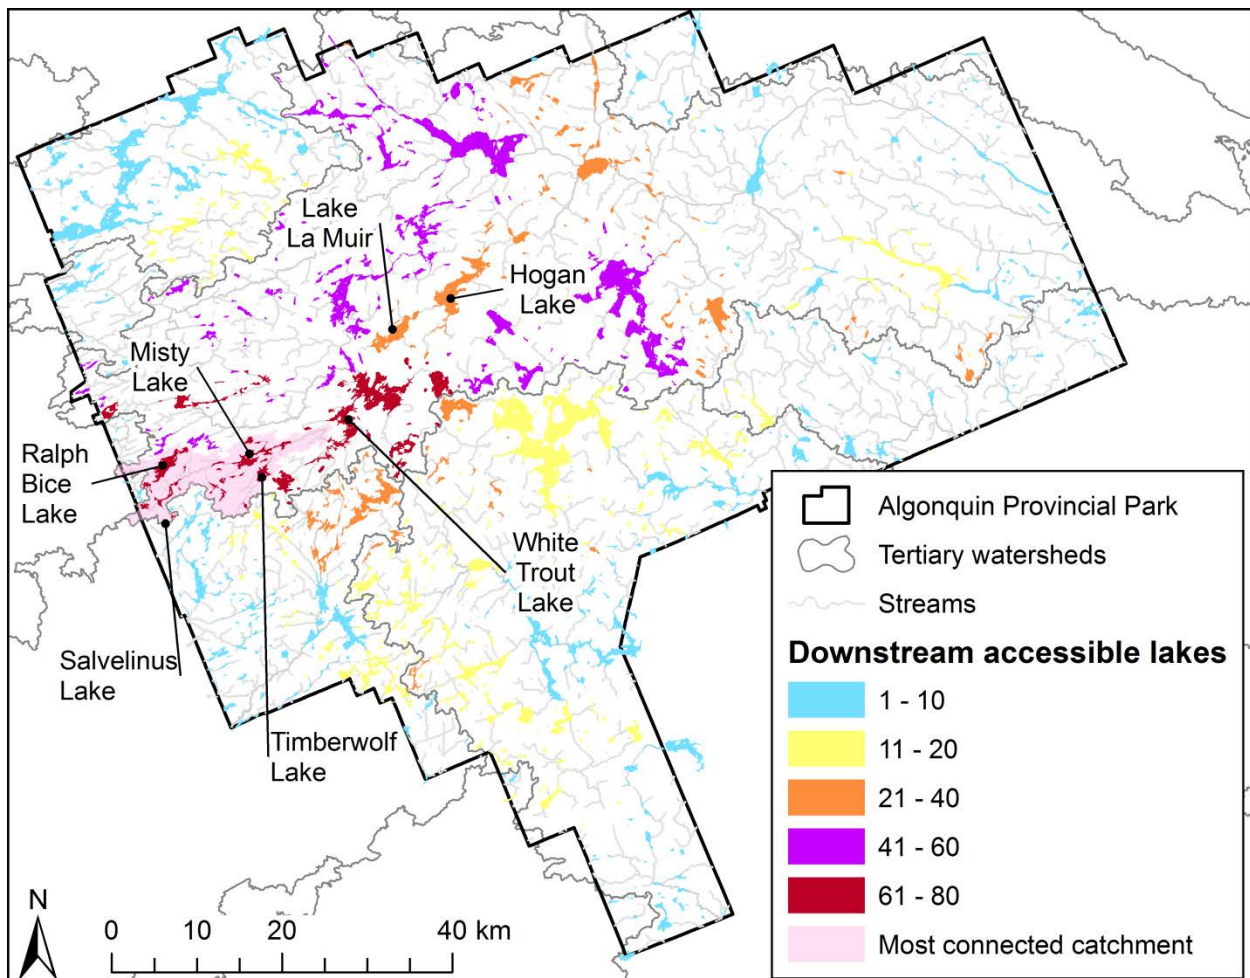 Lake
La Muir
Hogan
Lake
Misty
Lake
Ralph
Bice
Lake
White
Trout
Lake
Salvelinus
Lake
Timberwolf
Lake
N
0 20 40 km
Algonquin Provincial Park
Tertiary watersheds
Streams
Downstream accessible lakes
1 - 10
11 - 20
21 - 40
41 - 60
61 - 80
Most connected catchment